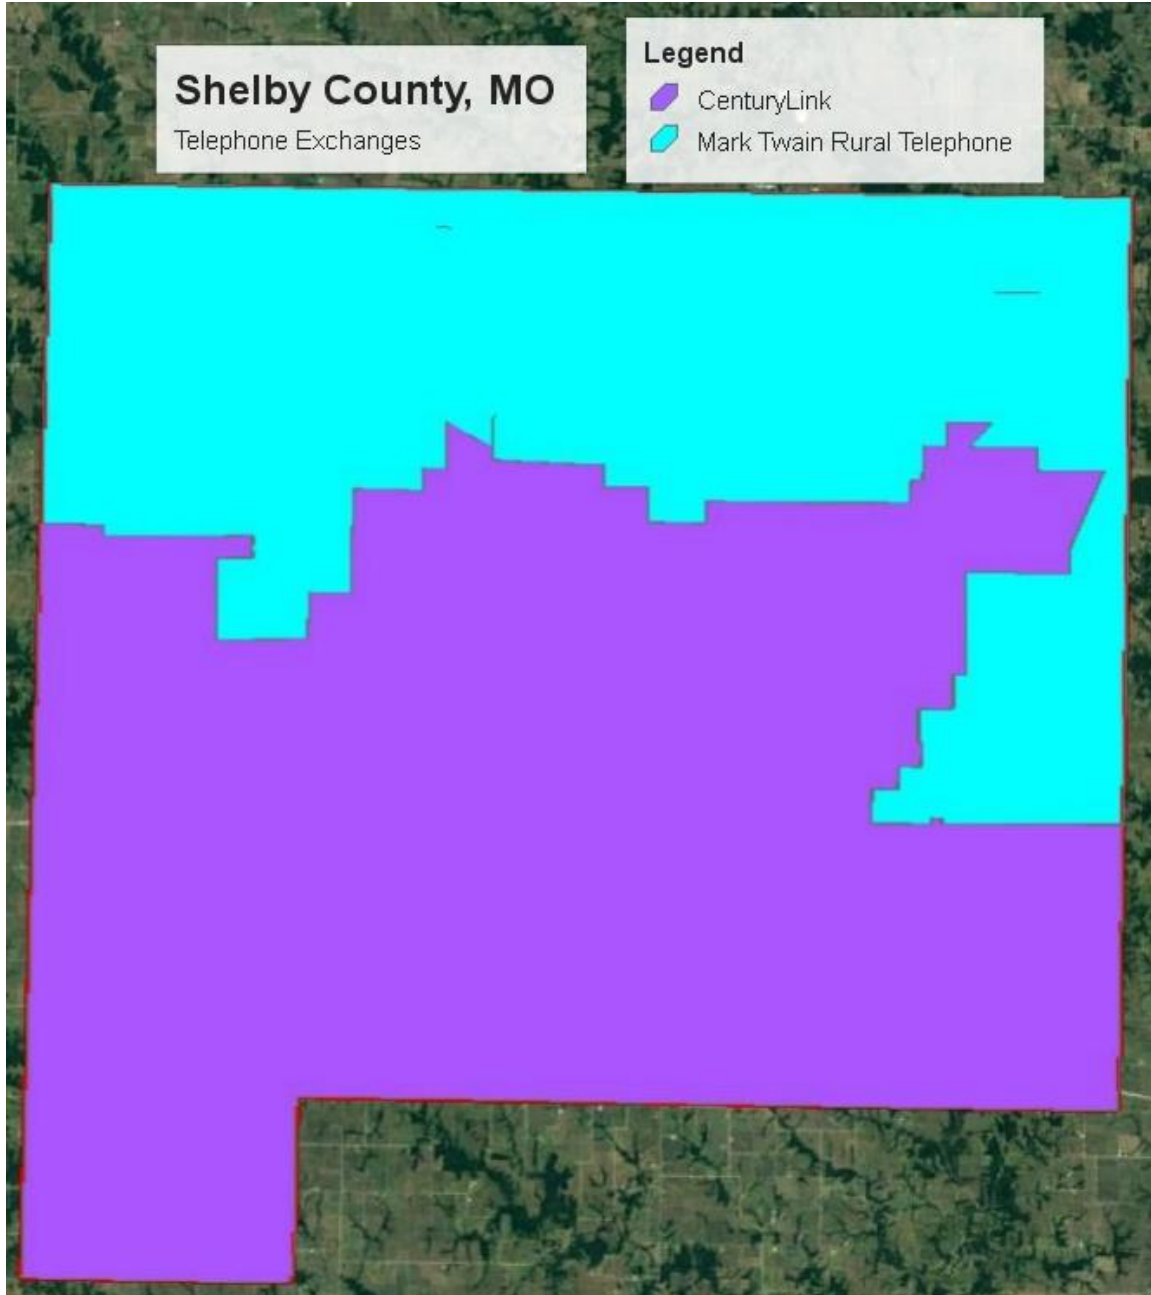 Shelby County, MO
Telephone Exchanges
Legend
CenturyLink
Mark Twain Rural Telephone